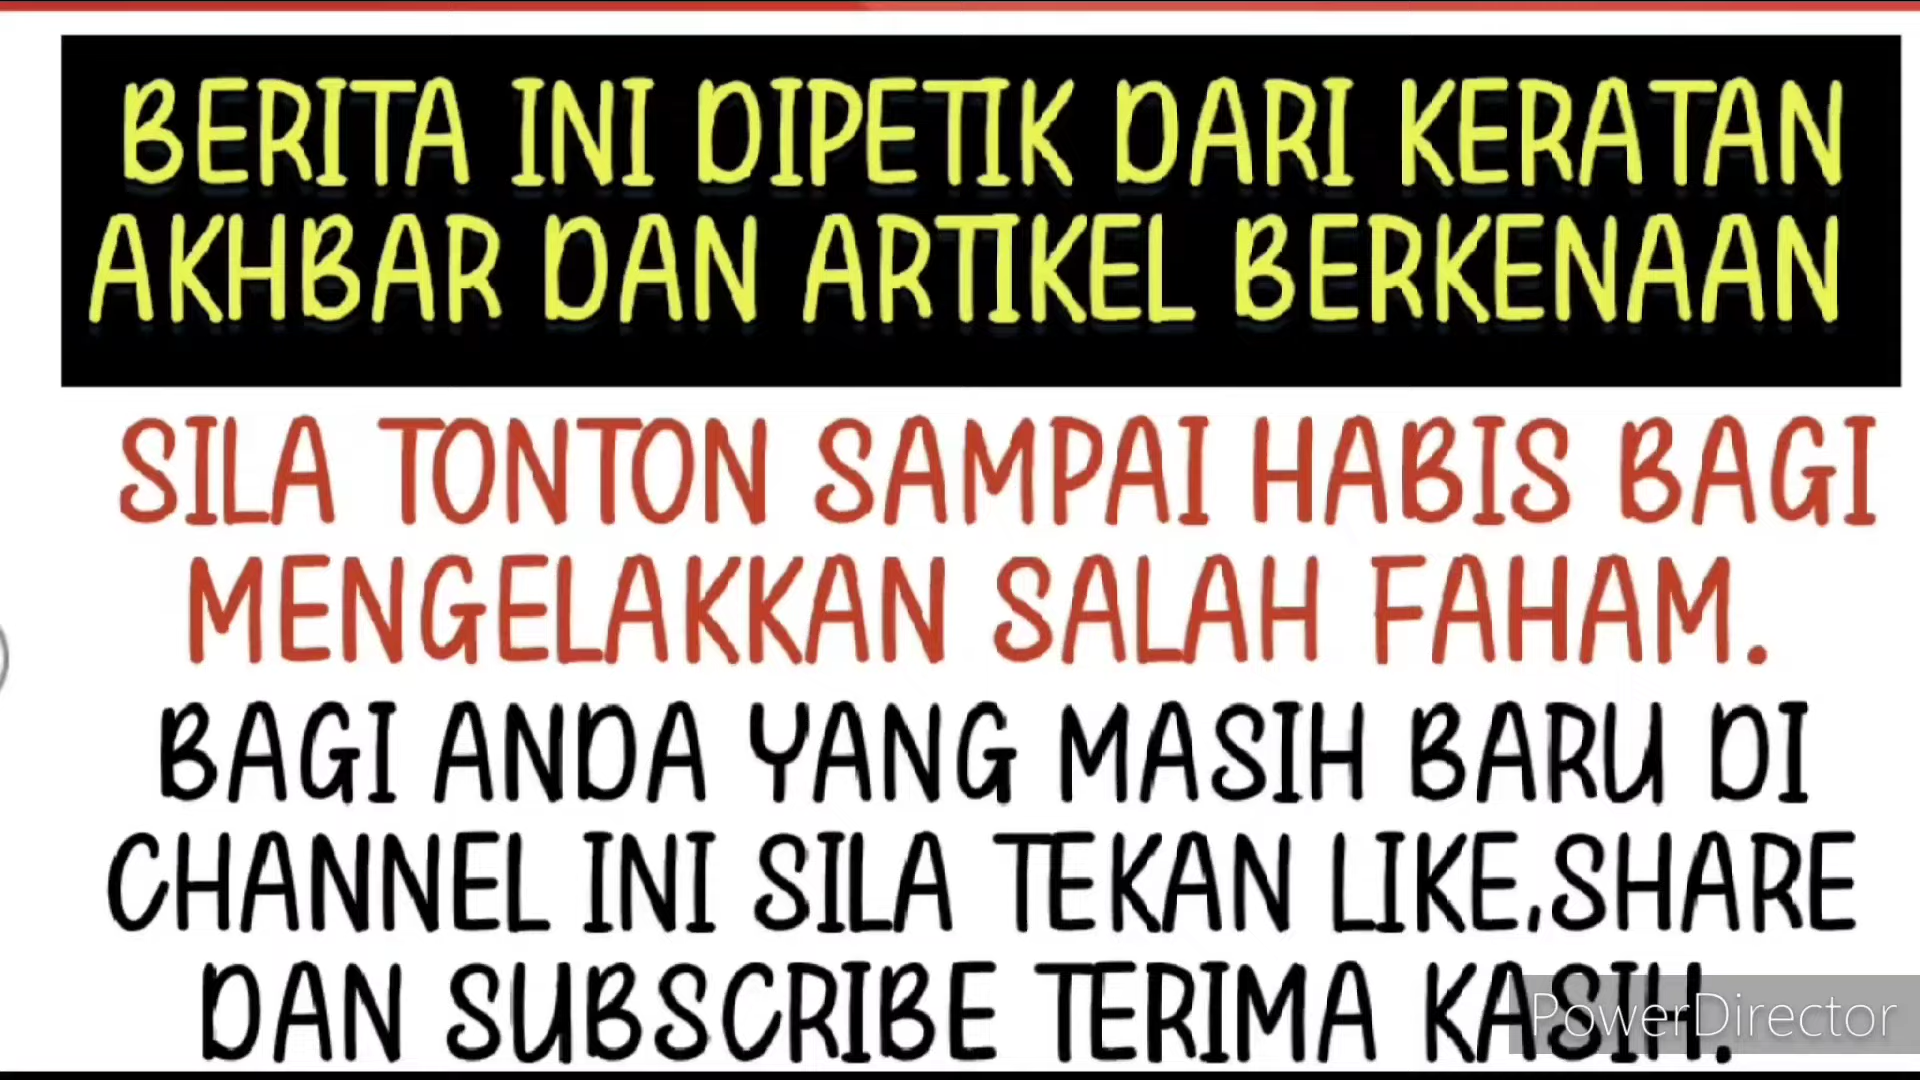 BERITA INI DIPETIK DARI KERATAN
AKHBAR DAN ARTIKEL BERKENAAN
SILA TONTON SAMPAI HABIS BAGI
MENGELAKKAN SALAH FAHAM.
BAGI ANDA YANG MASIH BARU DI
CHANNEL INI SILA TEKAN LIKE,SHARE
DAN SUBSCRIBE TERIMA KASIH.
PowerDirector